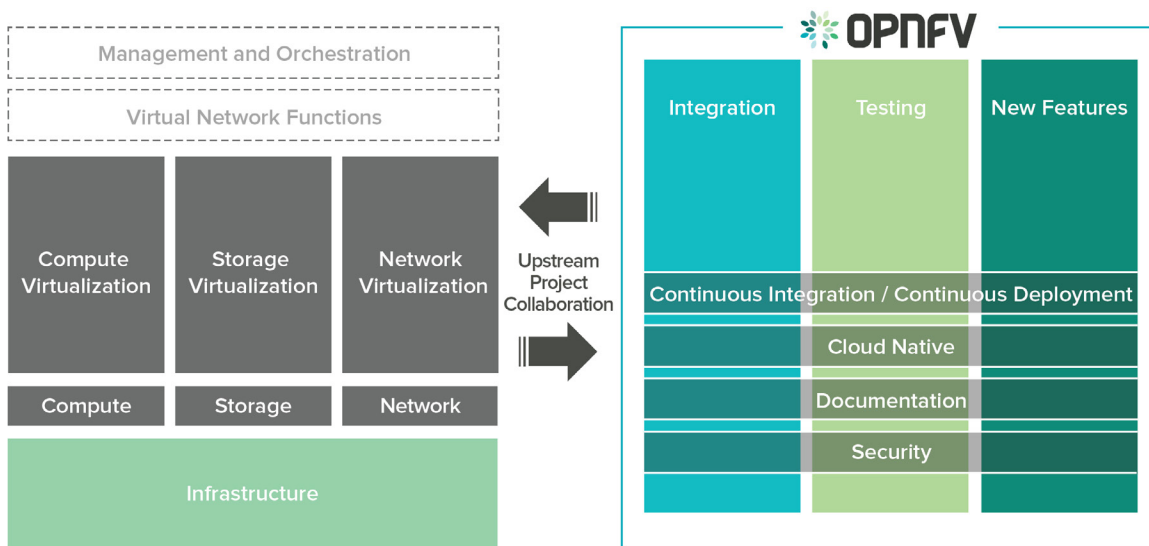 Management and Orchestration
Virtual Network Functions
Compute
Virtualization
Storage
Virtualization
Network
Virtualization
Compute
Storage
Network
Infrastructure
Upstream
Project
Collaboration
OPNFV
Integration
Testing
New Features
Continuous Integration / Continuous Deployment
Cloud Native
Documentation
Security